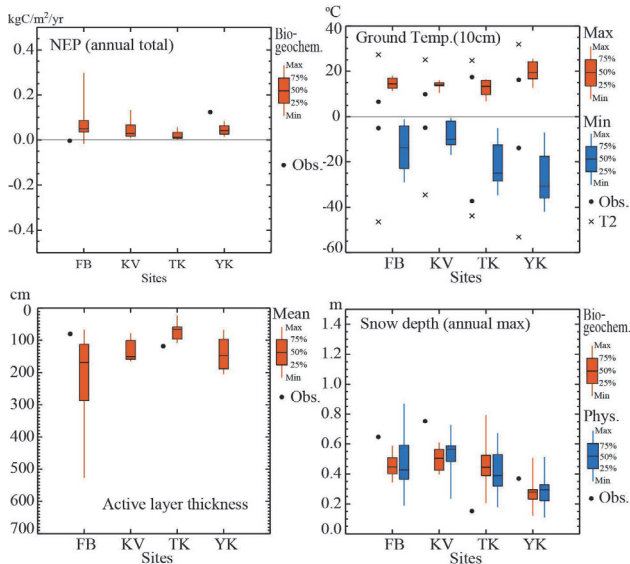 kgC/m²/yr
NEP (annual total)
0.4
0.2
0.0
-0.2
-0.4
FB KV TK YK
Sites
Bio-
geochem.
Max
75%
50%
25%
Min
Obs.
°C
Ground Temp.(10cm)
40
20
0
-20
-40
-60
FB KV TK YK
Sites
Max
Max
75%
50%
25%
Min
Min
Max
75%
50%
25%
Min
Obs.
T2
cm
0
100
200
300
400
500
600
700
Active layer thickness
FB KV TK YK
Sites
Mean
Max
75%
50%
25%
Min
Obs.
m
Snow depth (annual max)
1.4
1.2
1.0
0.8
0.6
0.4
0.2
0.0
FB KV TK YK
Sites
Bio-
geochem.
Max
75%
50%
25%
Min
Phys.
Max
75%
50%
25%
Min
Obs.